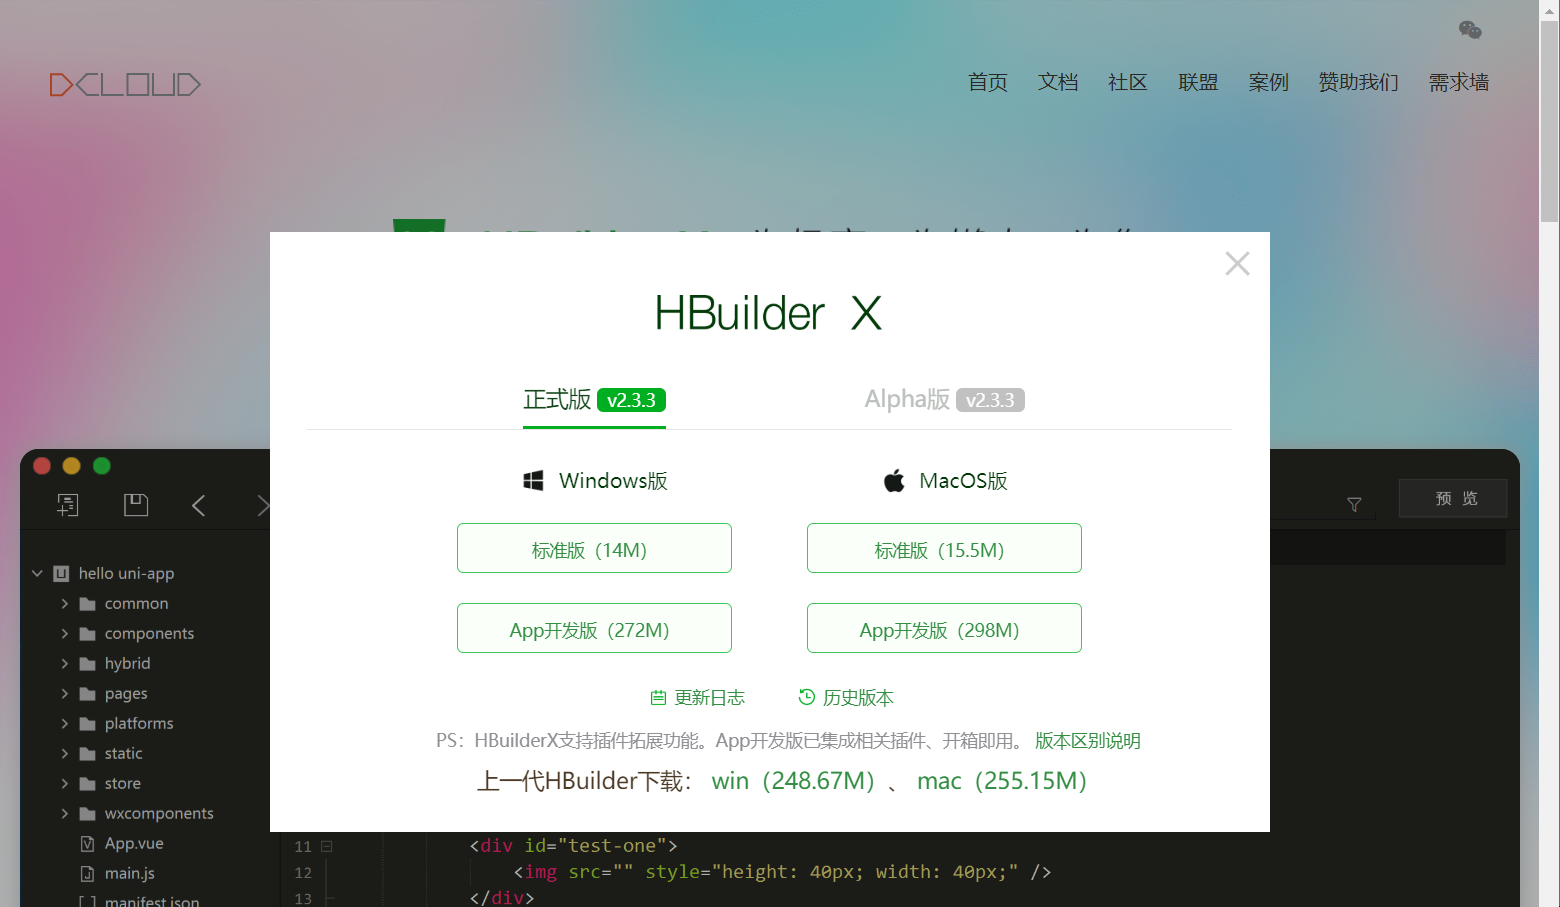 DCLOUD
首页 文档 社区 联盟 案例 赞助我们 需求墙
HBuilder X
正式版 v2.3.3
Alpha版 v2.3.3
Windows版
MacOS版
标准版（14M）
标准版（15.5M）
App开发版（272M）
App开发版（298M）
更新日志
历史版本
PS：HBuilderX支持插件拓展功能。App开发版已集成相关插件、开箱即用。 版本区别说明
上一代HBuilder下载： win（248.67M）、 mac（255.15M）
预 览
hello uni-app
common
components
hybrid
pages
platforms
static
store
wxcomponents
App.vue
main.js
manifest.json
11 <div id="test-one">
12 <img src="" style="height: 40px; width: 40px;" />
13 </div>